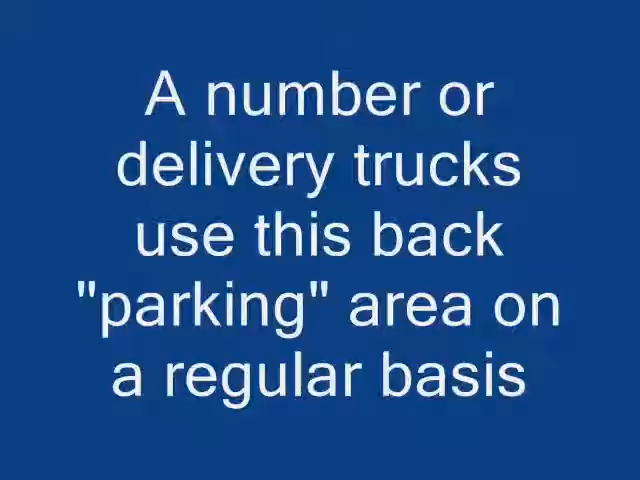 A number or
delivery trucks
use this back
"parking" area on
a regular basis